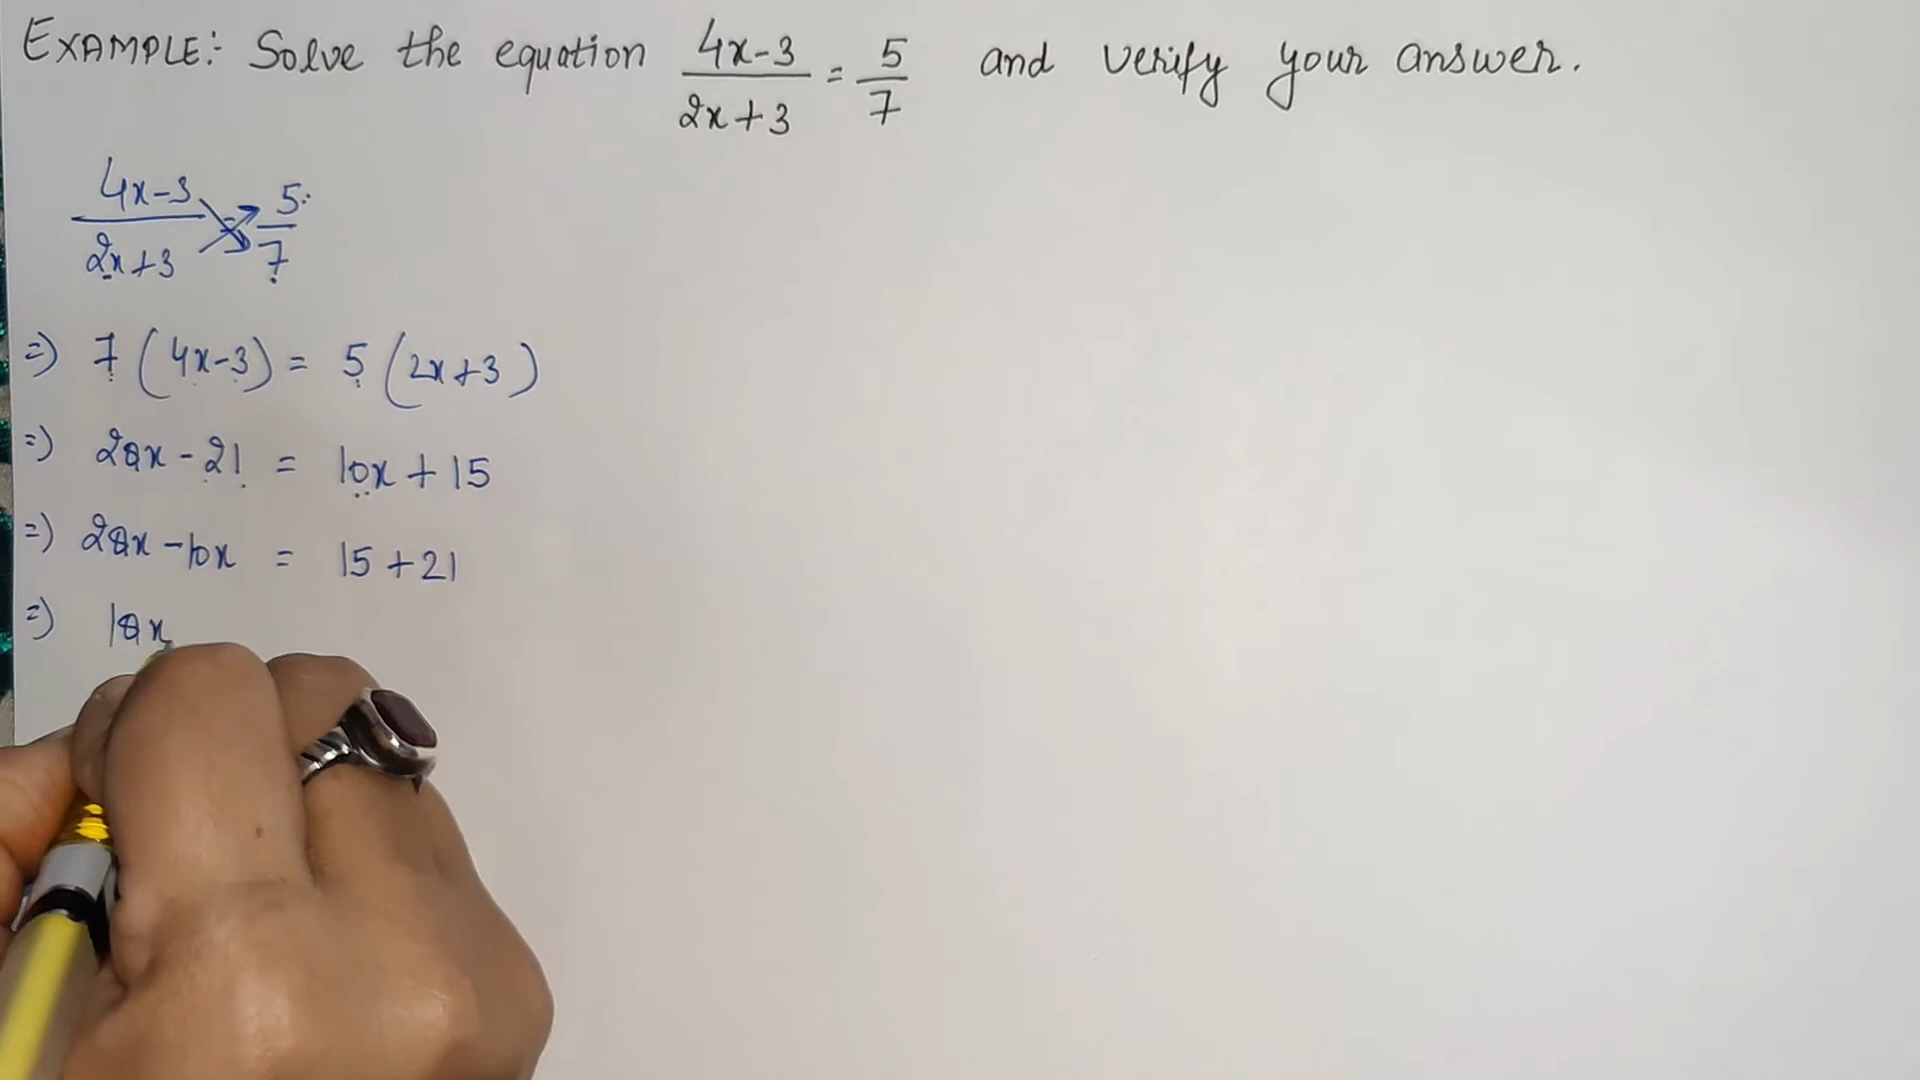 EXAMPLE:- Solve the equation (4x-3)/(2x+3) = 5/7 and verify your answer.
(4x-3)/(2x+3) = 5/7
=) 7(4x-3) = 5(2x+3)
=) 28x - 21 = 10x + 15
=) 28x - 10x = 15 + 21
=) 18x